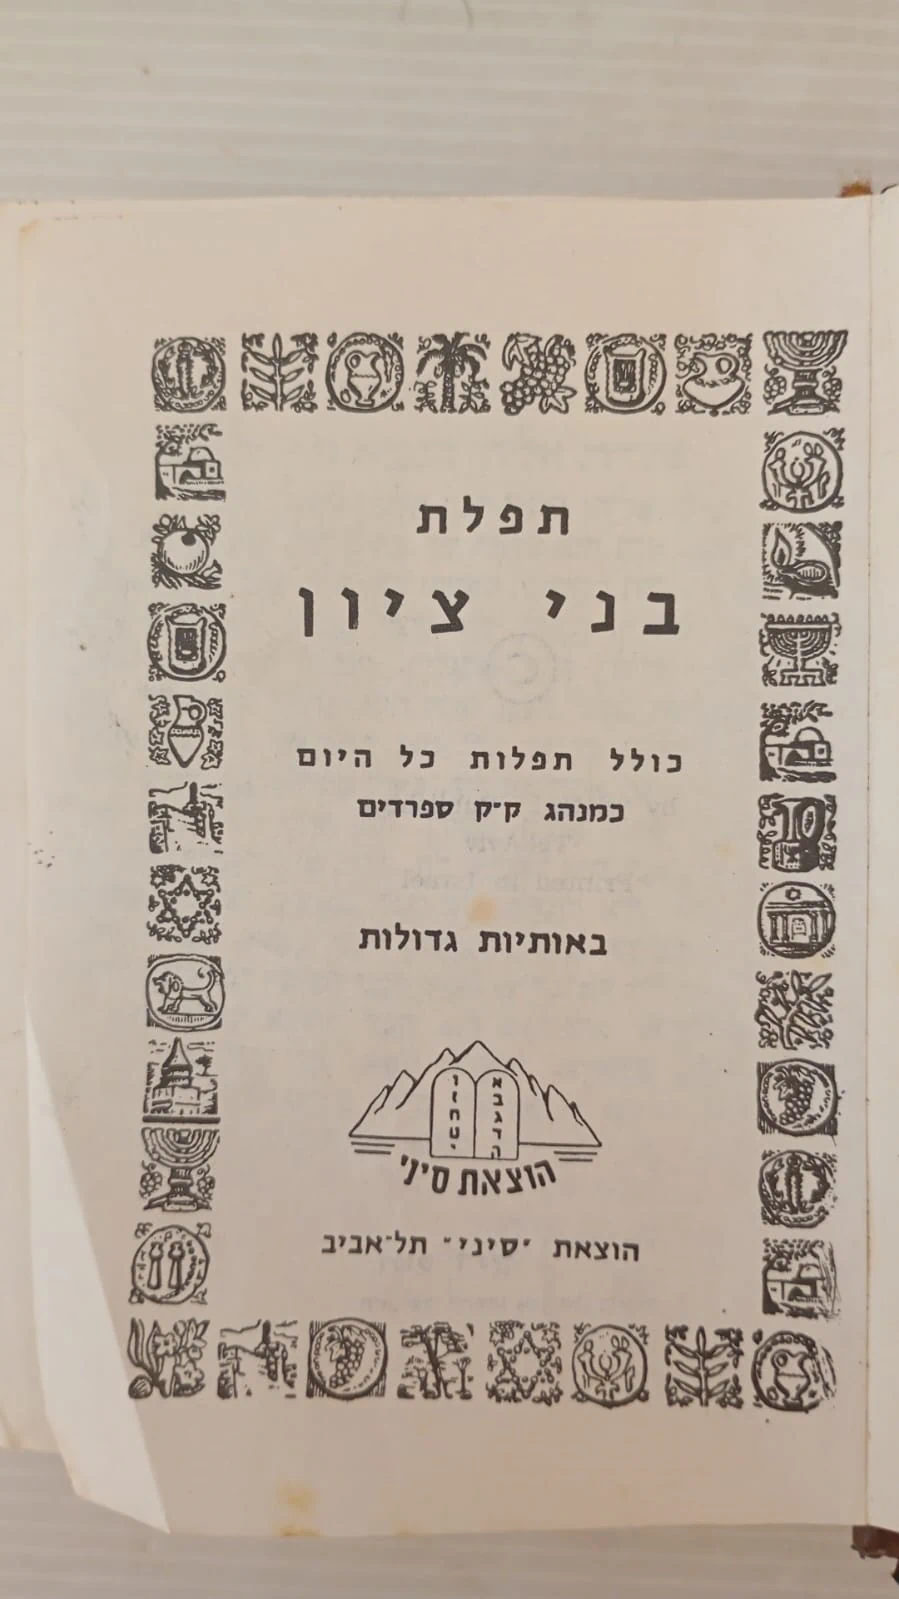 תפלת
בני ציון
כולל תפלות כל היום
כמנהג ק״ק ספרדים
באותיות גדולות
א ו
ב ז
ג ח
ד ט
ה י
הוצאת סיני
הוצאת "סיני" תל־אביב